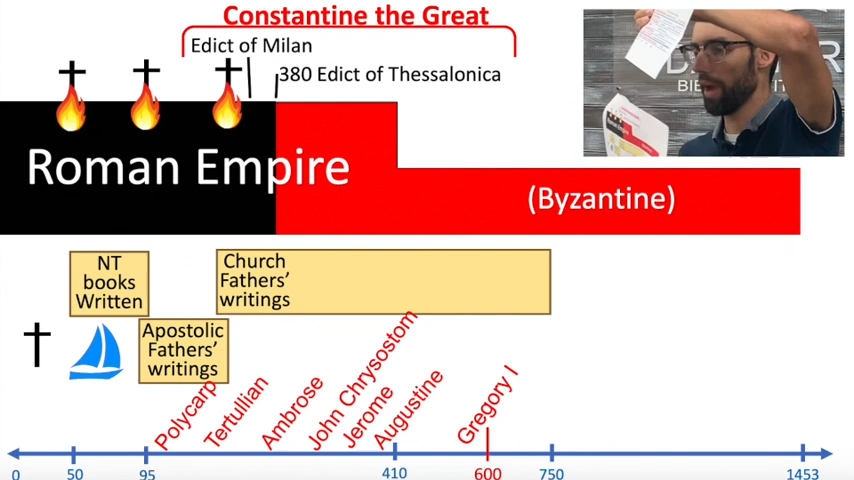 Constantine the Great
Edict of Milan
380 Edict of Thessalonica
Roman Empire
(Byzantine)
NT
books
Written
Church
Fathers'
writings
Apostolic
Fathers'
writings
Polycarp
Tertullian
Ambrose
John Chrysostom
Jerome
Augustine
Gregory I
0
50
95
410
600
750
1453